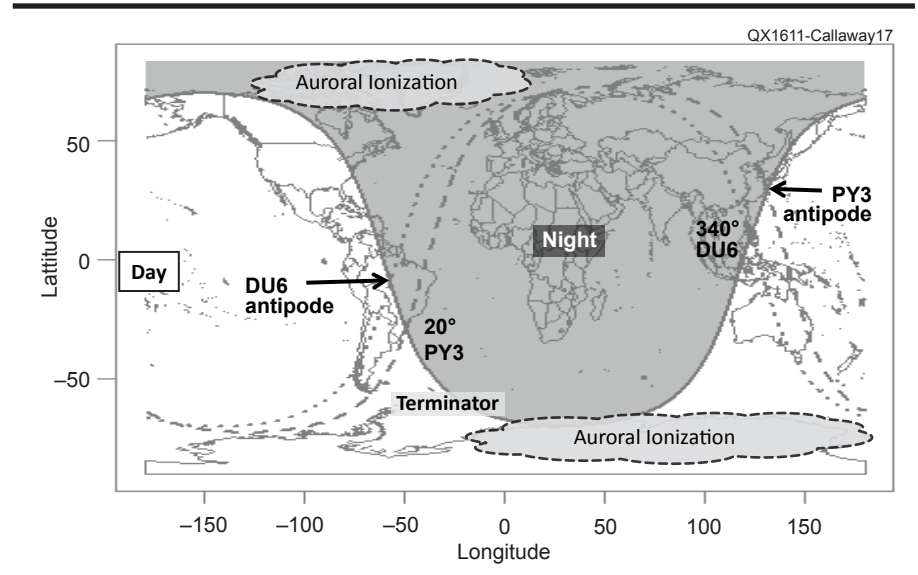 QX1611-Callaway17
Auroral Ionization
50
PY3
antipode
340°
DU6
Night
Lattitude
0
Day
DU6
antipode
20°
PY3
–50
Terminator
Auroral Ionization
–150 –100 –50 0 50 100 150
Longitude